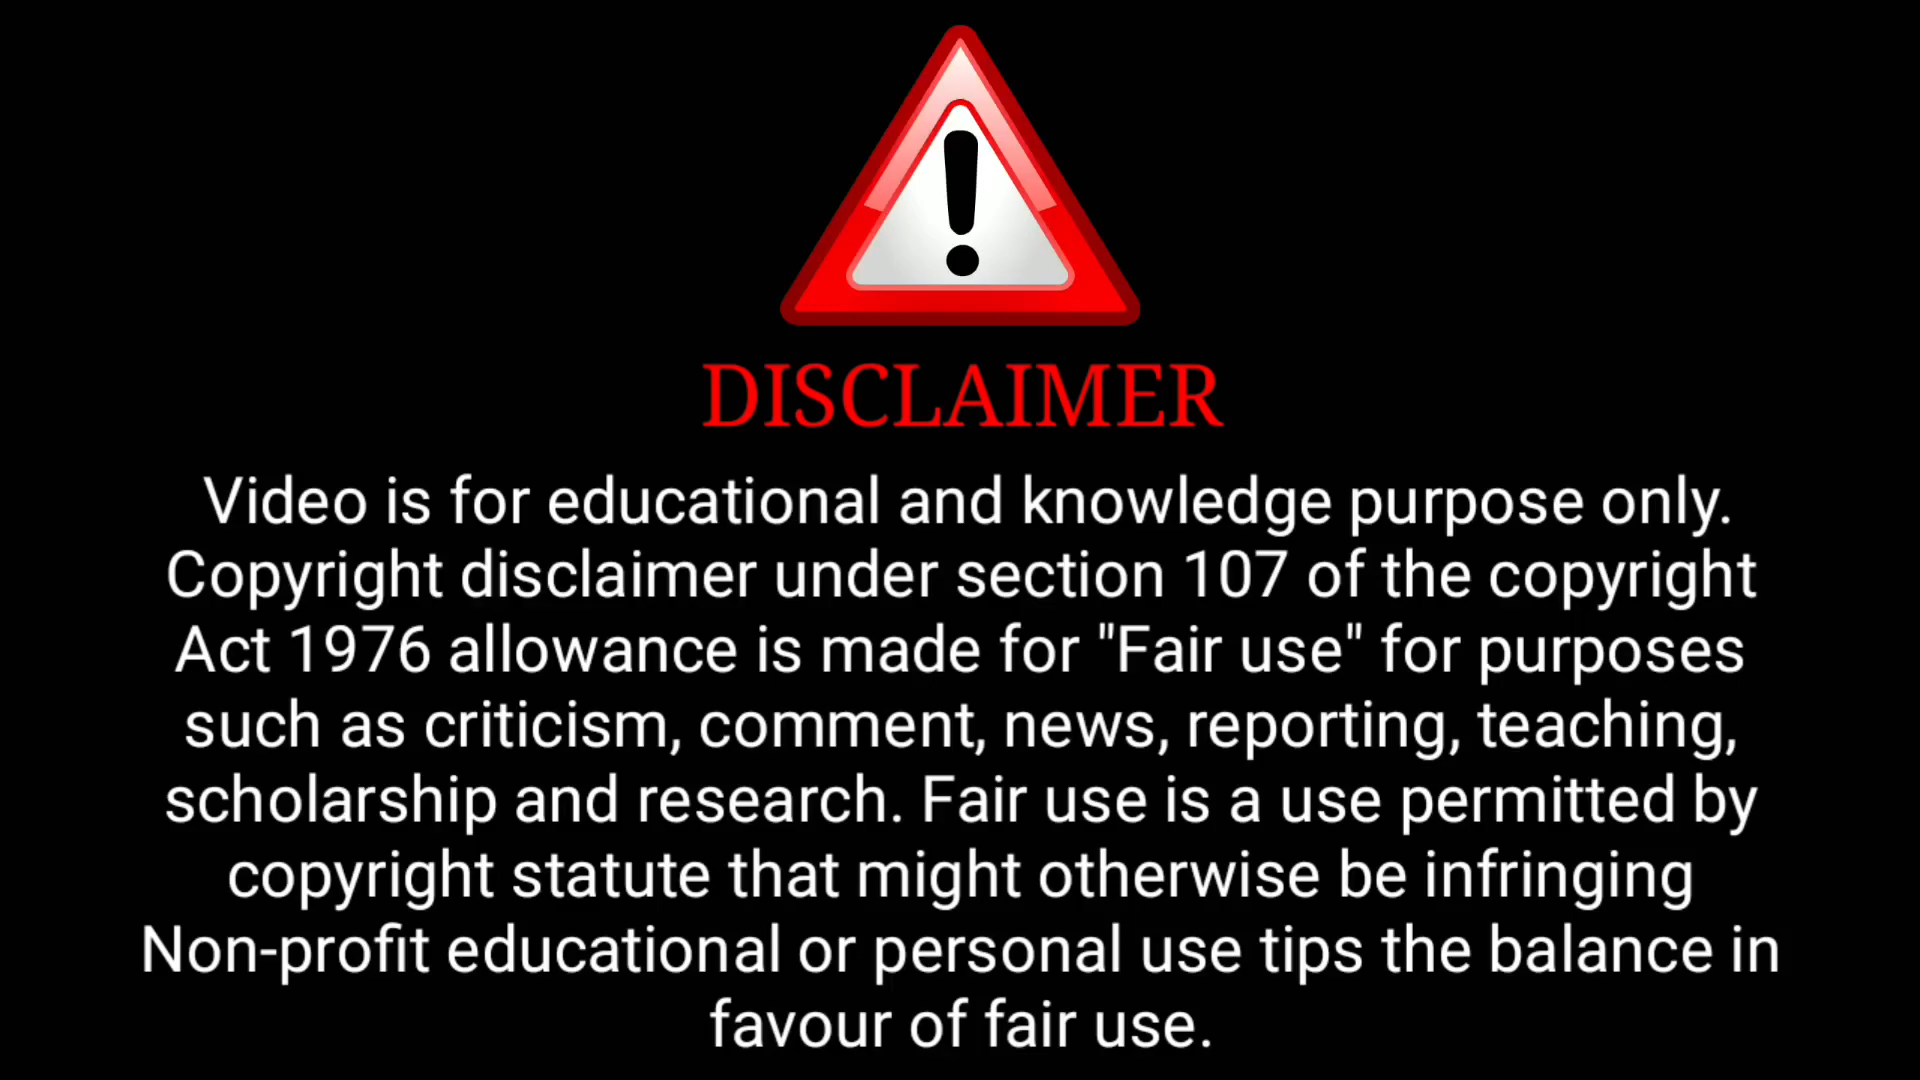 DISCLAIMER
Video is for educational and knowledge purpose only.
Copyright disclaimer under section 107 of the copyright
Act 1976 allowance is made for "Fair use" for purposes
such as criticism, comment, news, reporting, teaching,
scholarship and research. Fair use is a use permitted by
copyright statute that might otherwise be infringing
Non-profit educational or personal use tips the balance in
favour of fair use.